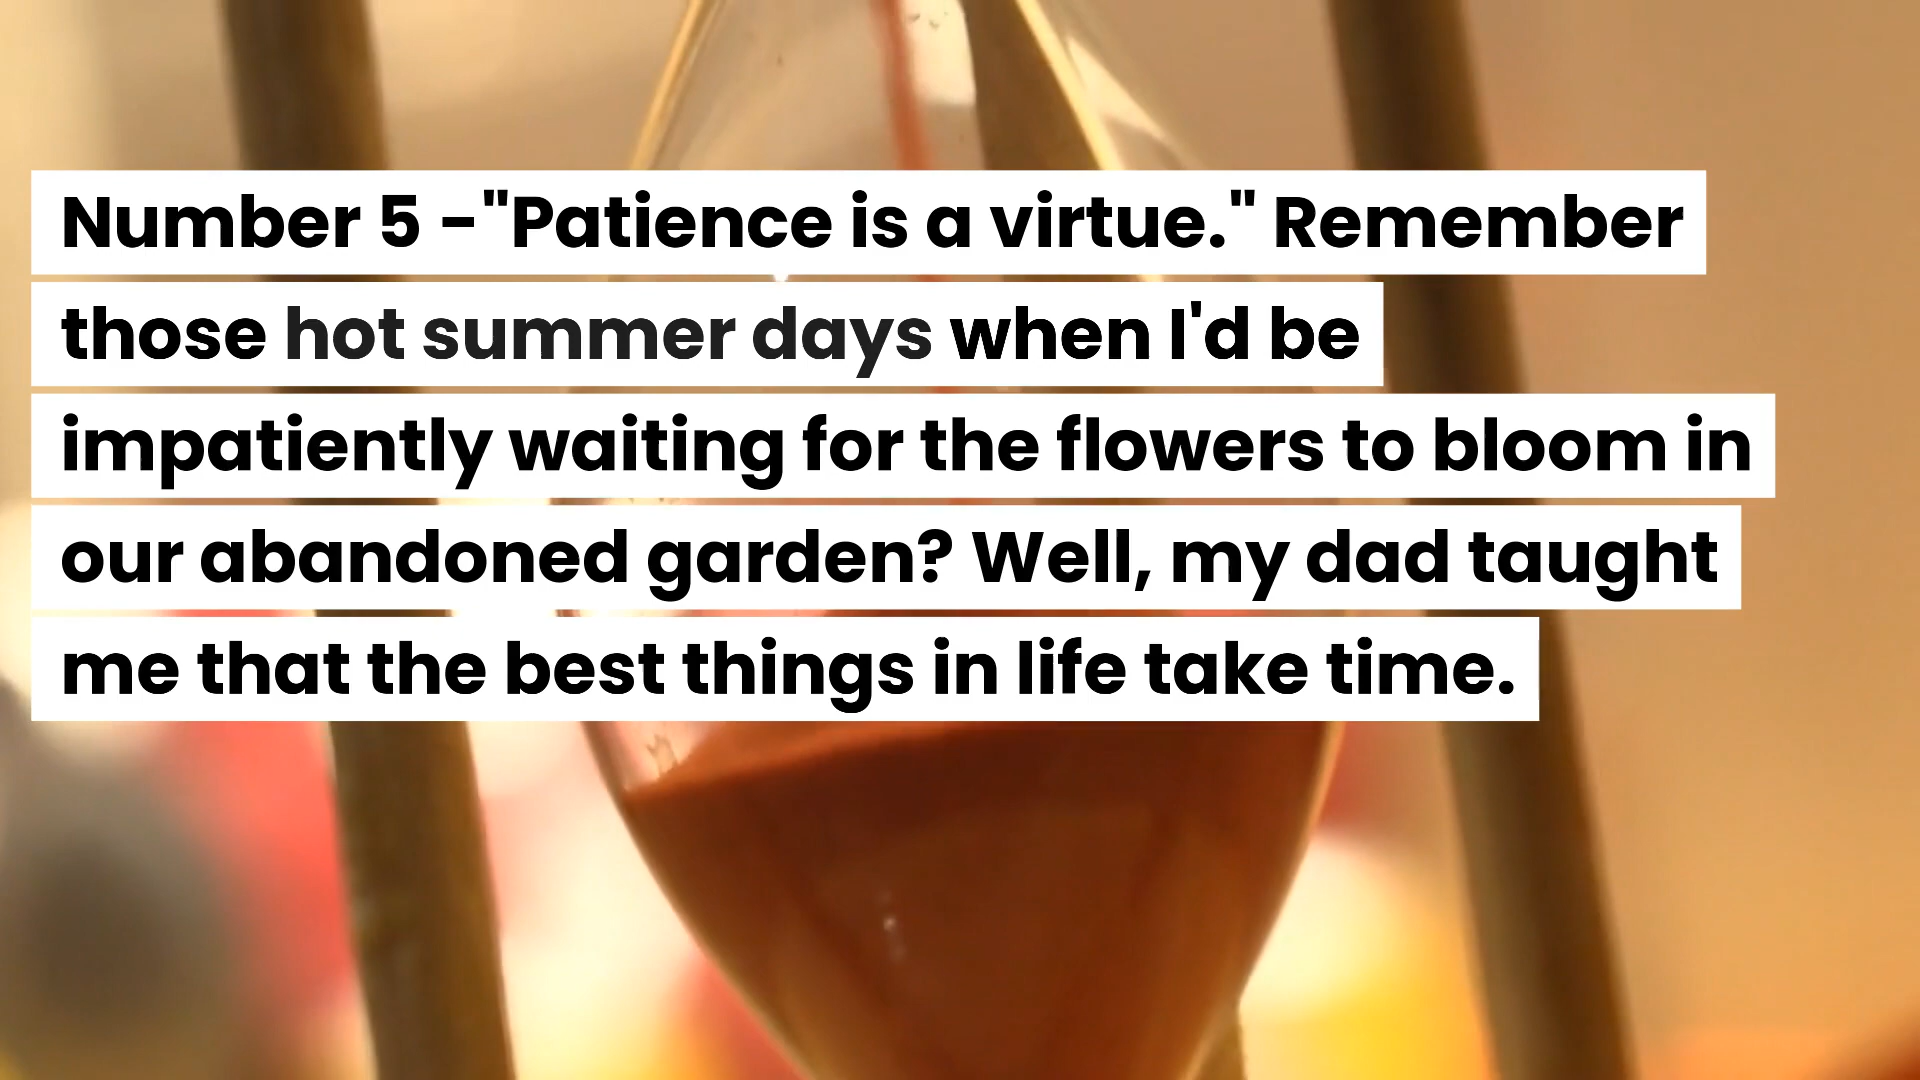 Number 5 -"Patience is a virtue." Remember
those hot summer days when I'd be
impatiently waiting for the flowers to bloom in
our abandoned garden? Well, my dad taught
me that the best things in life take time.